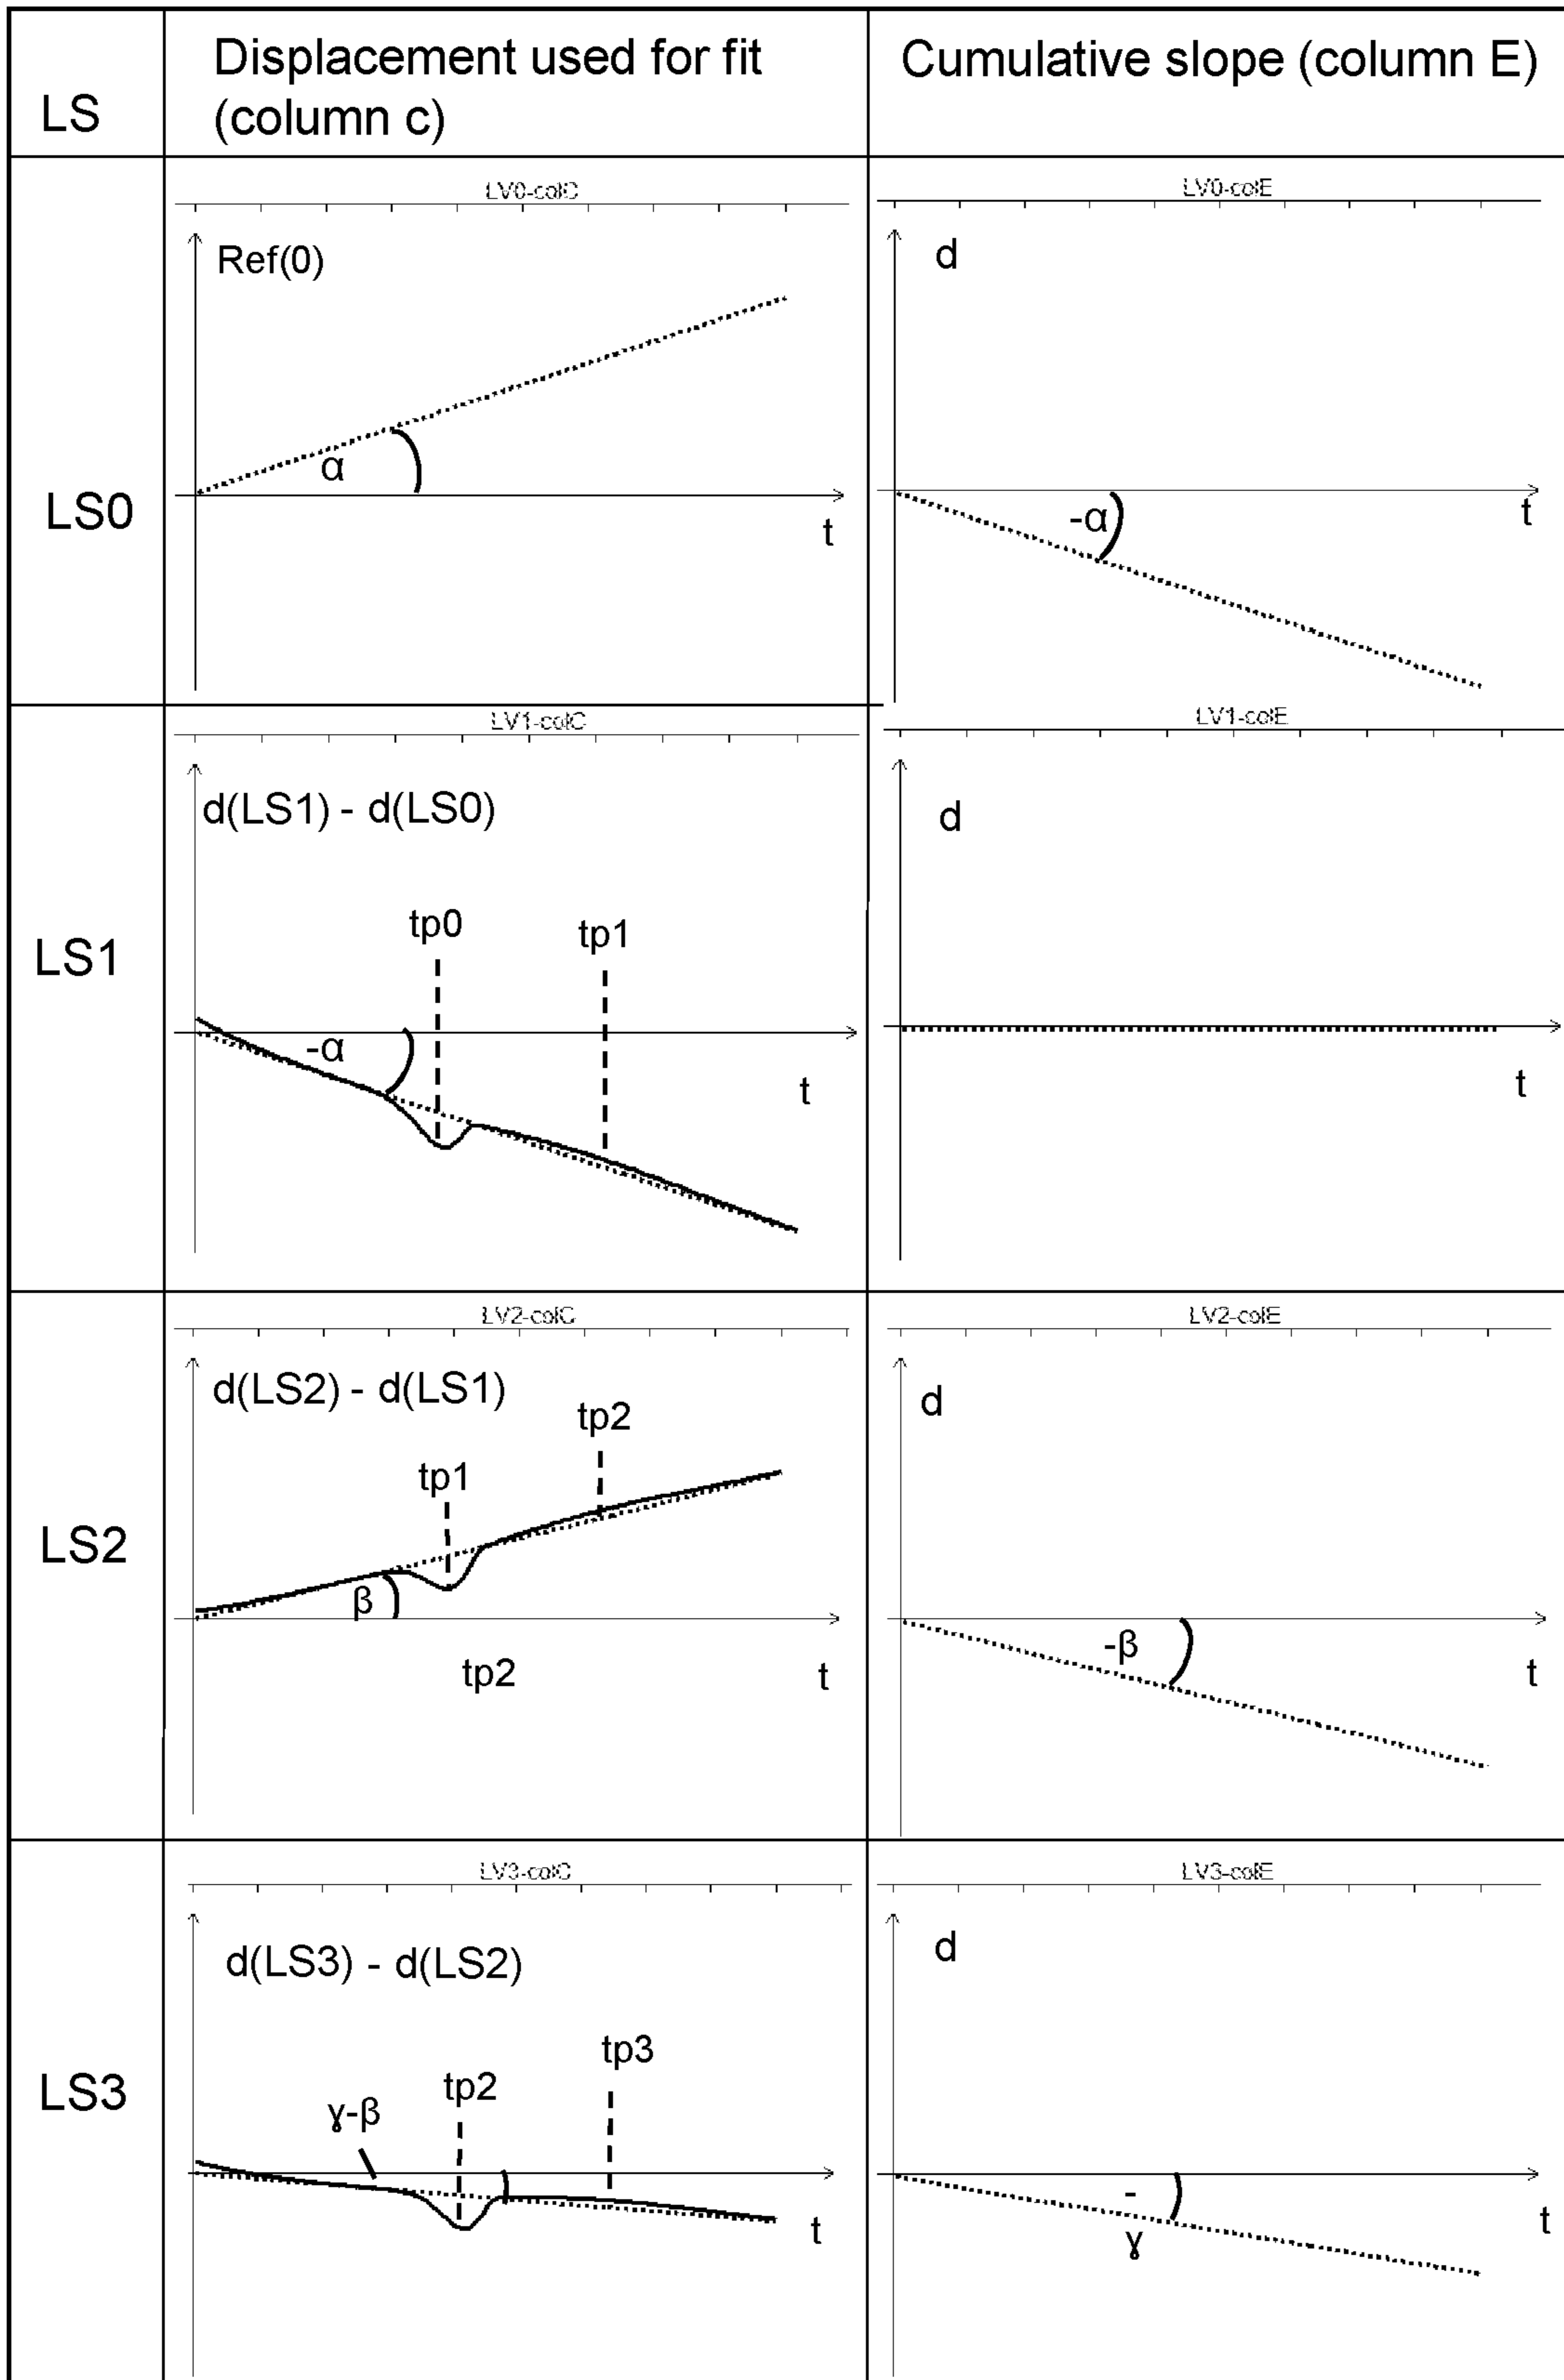 LS
Displacement used for fit
(column c)
Cumulative slope (column E)
LS0
LV0-colC
Ref(0)
α
t
LV0-colE
d
-α
t
LS1
LV1-colC
d(LS1) - d(LS0)
tp0
tp1
-α
t
LV1-colE
d
t
LS2
LV2-colC
d(LS2) - d(LS1)
tp2
tp1
β
tp2
t
LV2-colE
d
-β
t
LS3
LV3-colC
d(LS3) - d(LS2)
tp3
tp2
ɣ-β
t
LV3-colE
d
-
ɣ
t